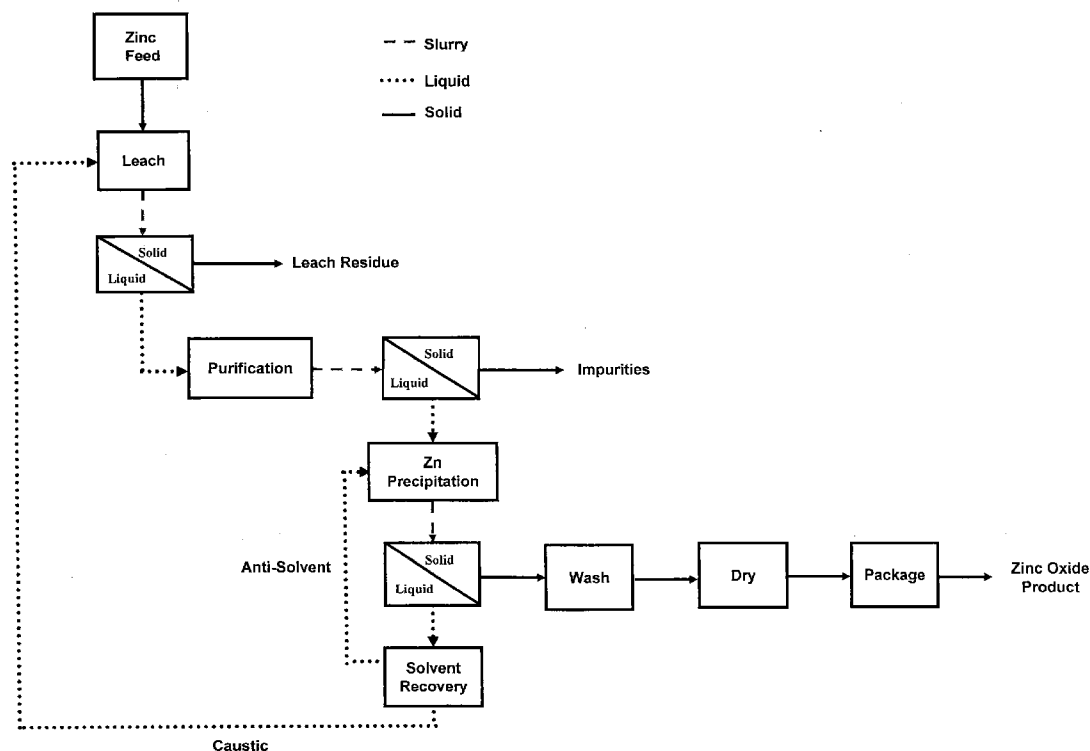 Zinc
Feed
Slurry
Liquid
Solid
Leach
Solid
Liquid
Leach Residue
Purification
Solid
Liquid
Impurities
Zn
Precipitation
Anti-Solvent
Solid
Liquid
Wash
Dry
Package
Zinc Oxide
Product
Solvent
Recovery
Caustic